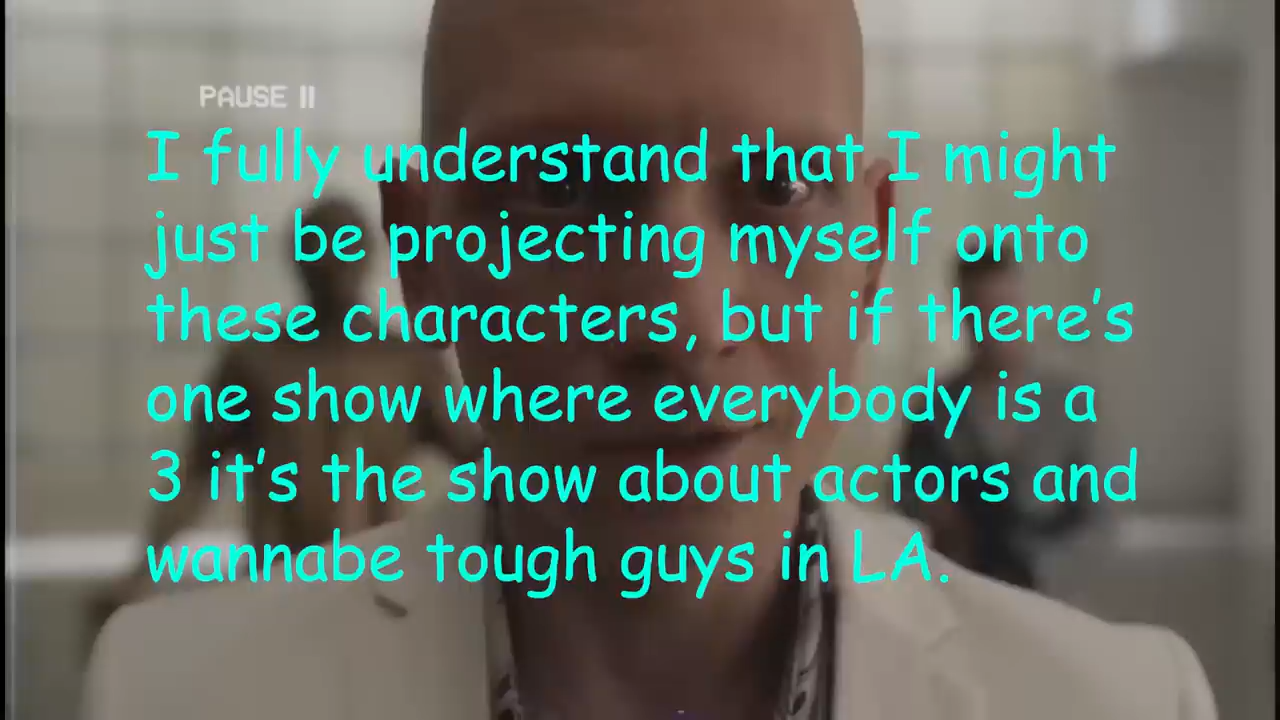 PAUSE II
I fully understand that I might
just be projecting myself onto
these characters, but if there's
one show where everybody is a
3 it's the show about actors and
wannabe tough guys in LA.